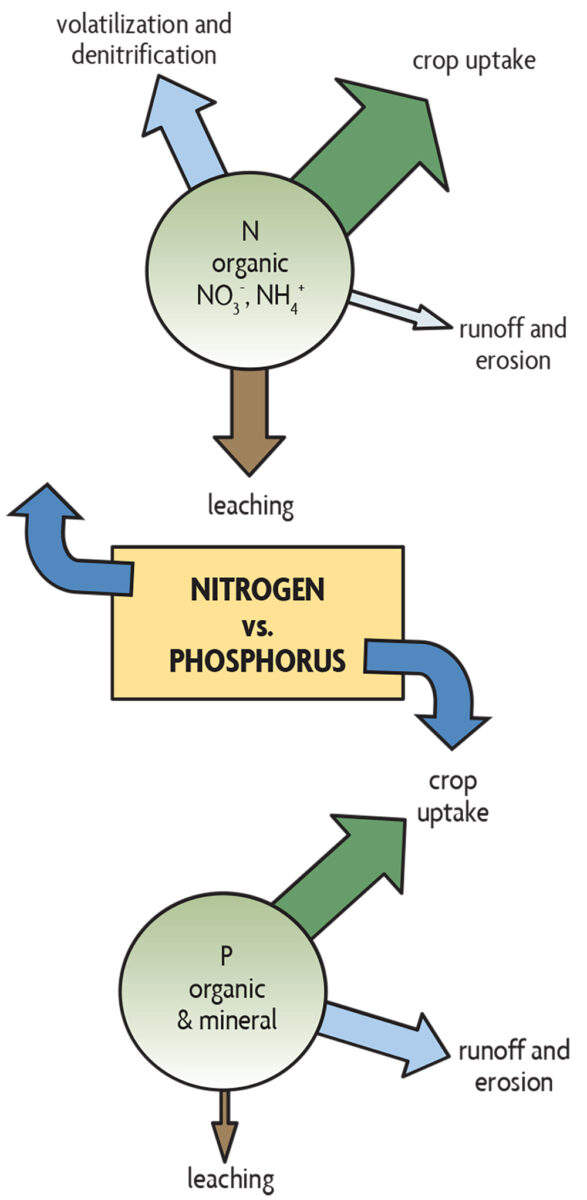 volatilization and
denitrification
crop uptake
N
organic
NO₃⁻, NH₄⁺
runoff and
erosion
leaching
NITROGEN
vs.
PHOSPHORUS
crop
uptake
P
organic
& mineral
runoff and
erosion
leaching